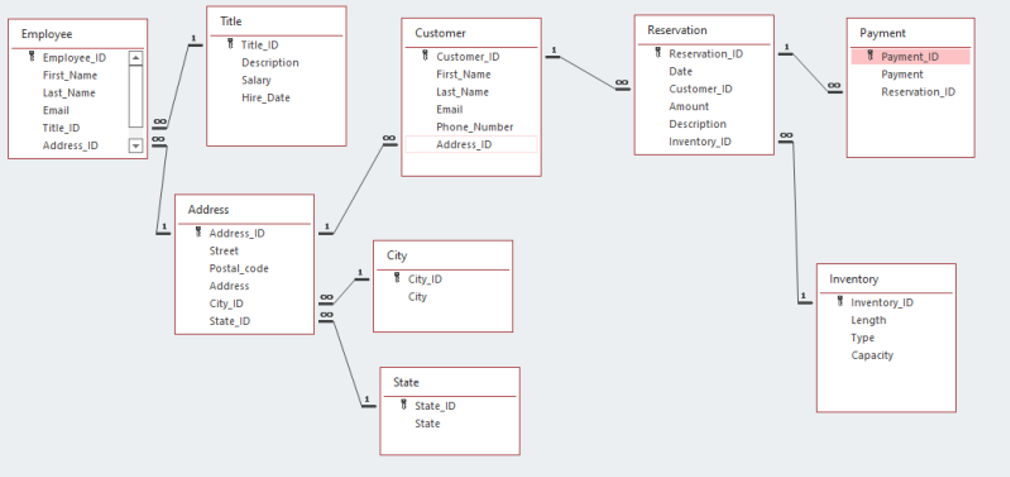 Employee
Employee_ID
First_Name
Last_Name
Email
Title_ID
Address_ID
Title
Title_ID
Description
Salary
Hire_Date
Customer
Customer_ID
First_Name
Last_Name
Email
Phone_Number
Address_ID
Reservation
Reservation_ID
Date
Customer_ID
Amount
Description
Inventory_ID
Payment
Payment_ID
Payment
Reservation_ID
Address
Address_ID
Street
Postal_code
Address
City_ID
State_ID
City
City_ID
City
State
State_ID
State
Inventory
Inventory_ID
Length
Type
Capacity
1
∞
∞
1
1
∞
1
∞
1
∞
∞
1
∞
1
∞
1